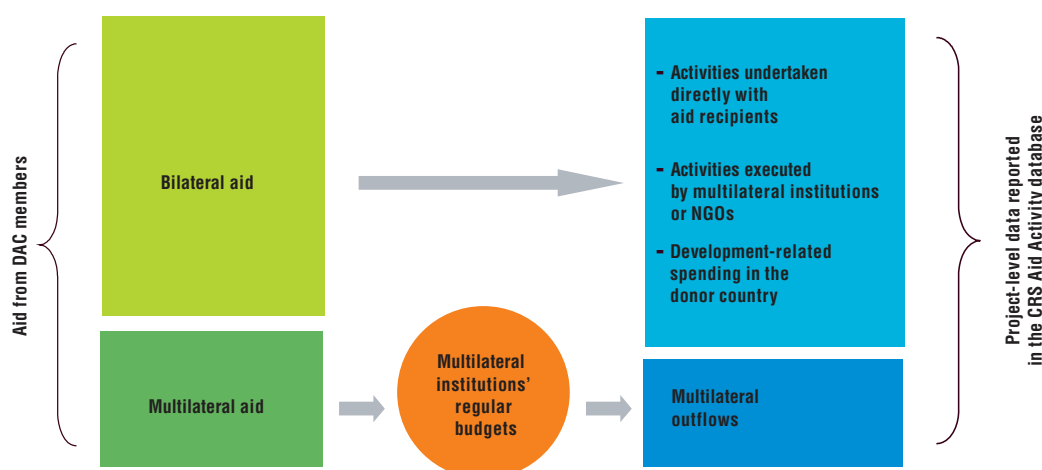 Aid from DAC members
Bilateral aid
- Activities undertaken
directly with
aid recipients
- Activities executed
by multilateral institutions
or NGOs
- Development-related
spending in the
donor country
Multilateral aid
Multilateral
institutions’
regular
budgets
Multilateral
outflows
Project-level data reported
in the CRS Aid Activity database